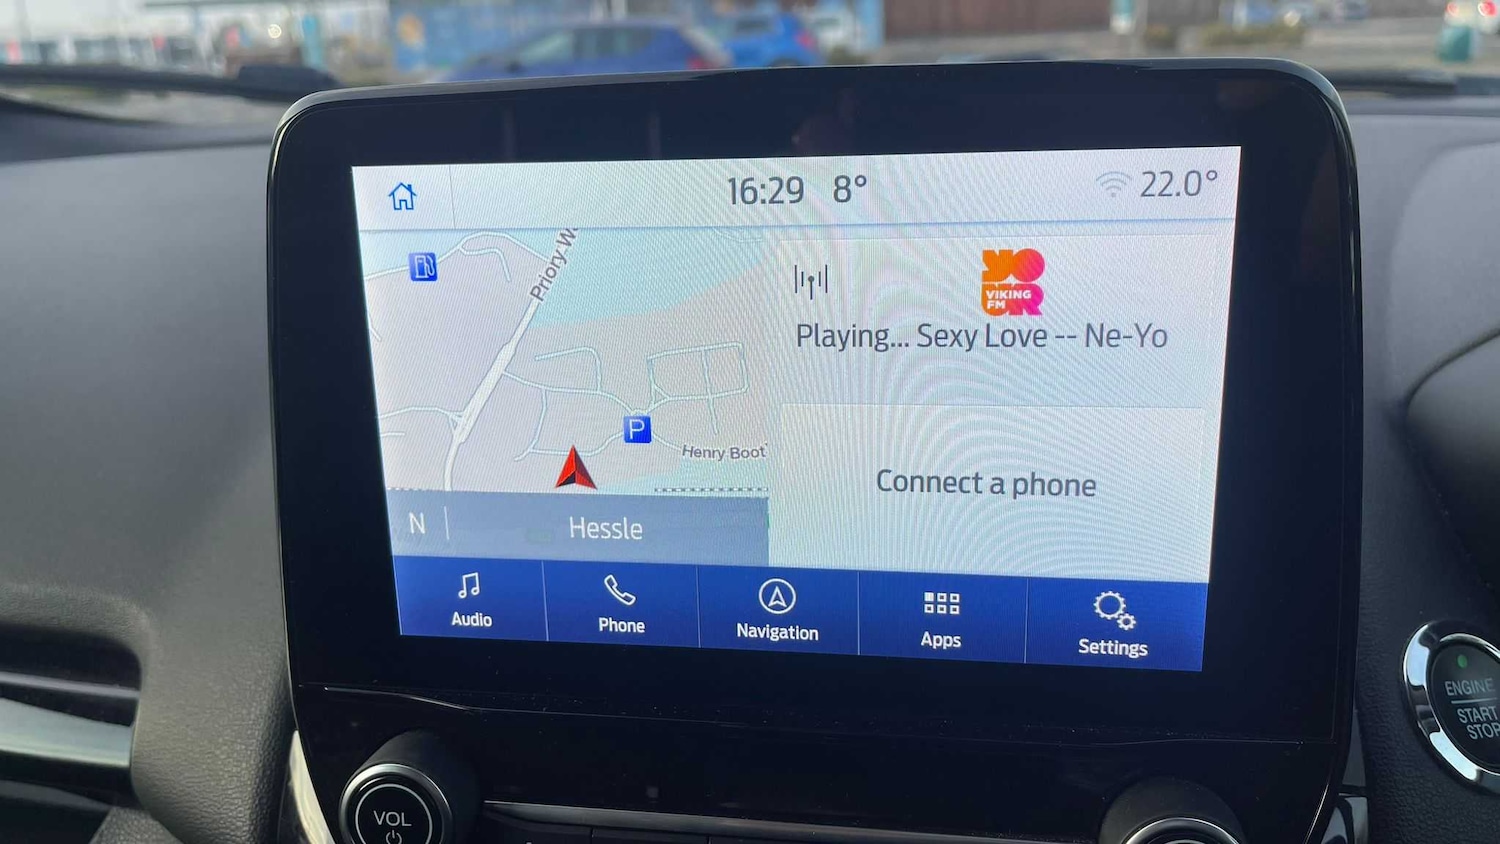 16:29 8° 22.0°
Priory W
P
Henry Boot
N Hessle
YO
UR
VIKING
FM
Playing... Sexy Love -- Ne-Yo
Connect a phone
Audio
Phone
Navigation
Apps
Settings
VOL
ENGINE
START
STOP